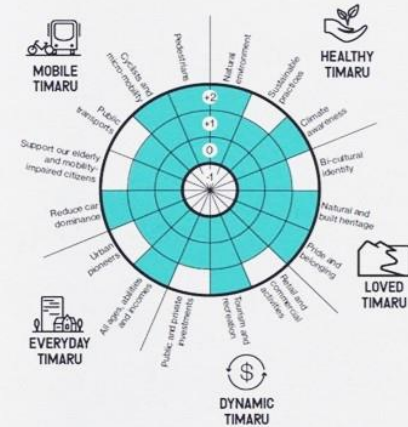 MOBILE
TIMARU
HEALTHY
TIMARU
LOVED
TIMARU
DYNAMIC
TIMARU
EVERYDAY
TIMARU
Pedestrians
Natural
environment
Sustainable
practices
Climate
awareness
Bi-cultural
identity
Natural and
built heritage
Pride and
belonging
Retail and
commercial
activities
Tourism and
recreation
Public and private
investments
All ages, abilities
and incomes
Urban
pioneers
Reduce car
dominance
Support our elderly
and mobility-
impaired citizens
Public
transports
Cyclists and
micro-mobility
+2
+1
0
-1
$